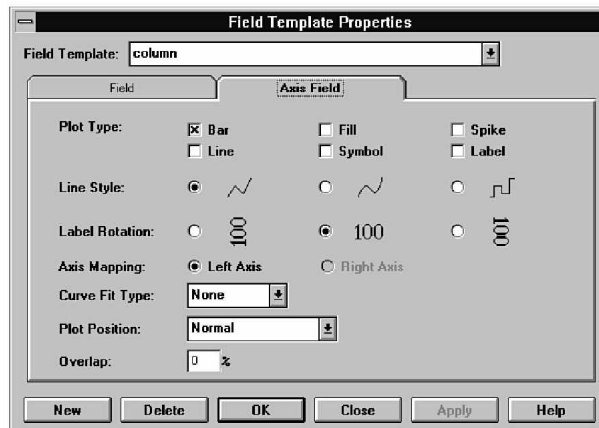 Field Template Properties
Field Template: column
Field Axis Field
Plot Type: Bar Fill Spike
Line Symbol Label
Line Style:
Label Rotation: 100 100 100
Axis Mapping: Left Axis Right Axis
Curve Fit Type: None
Plot Position: Normal
Overlap: 0 %
New Delete OK Close Apply Help